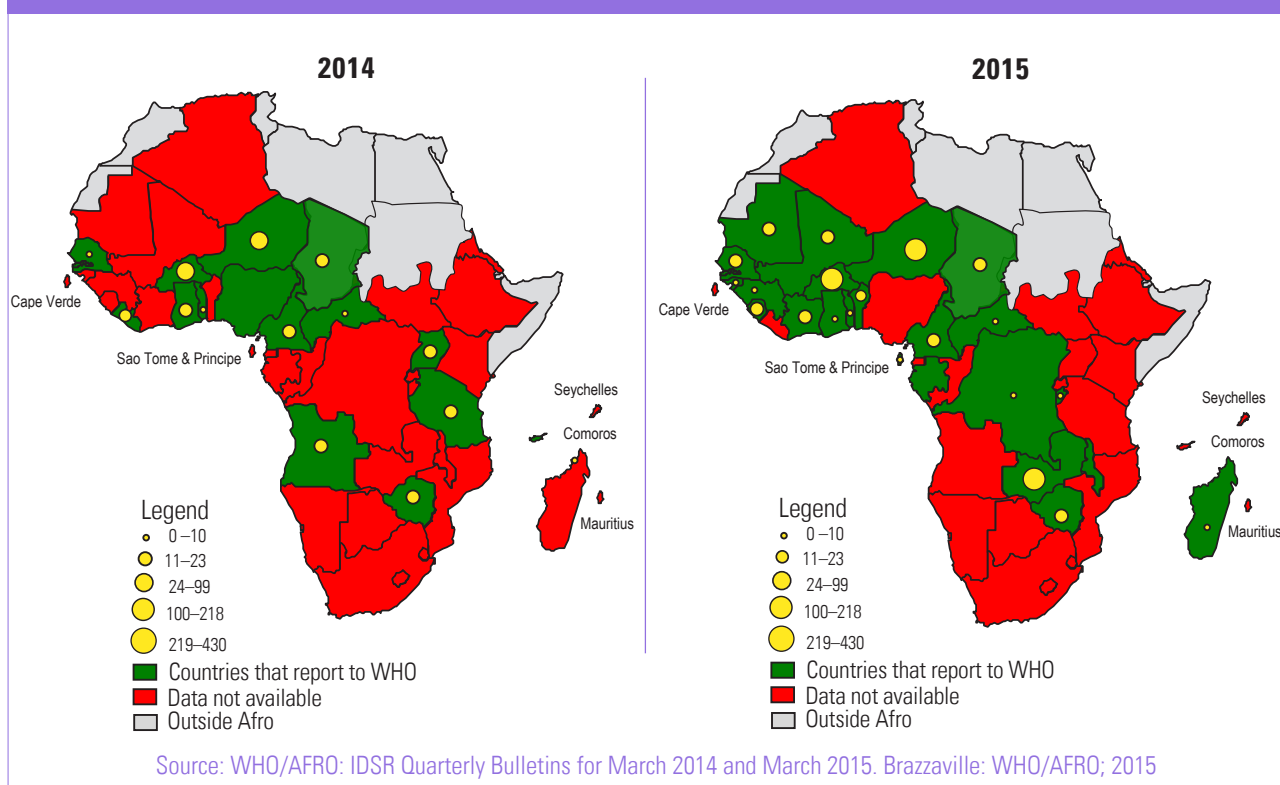 2014
Cape Verde
Sao Tome & Principe
Seychelles
Comoros
Mauritius
Legend
0 –10
11–23
24–99
100–218
219–430
Countries that report to WHO
Data not available
Outside Afro
2015
Cape Verde
Sao Tome & Principe
Seychelles
Comoros
Mauritius
Legend
0 –10
11–23
24–99
100–218
219–430
Countries that report to WHO
Data not available
Outside Afro
Source: WHO/AFRO: IDSR Quarterly Bulletins for March 2014 and March 2015. Brazzaville: WHO/AFRO; 2015